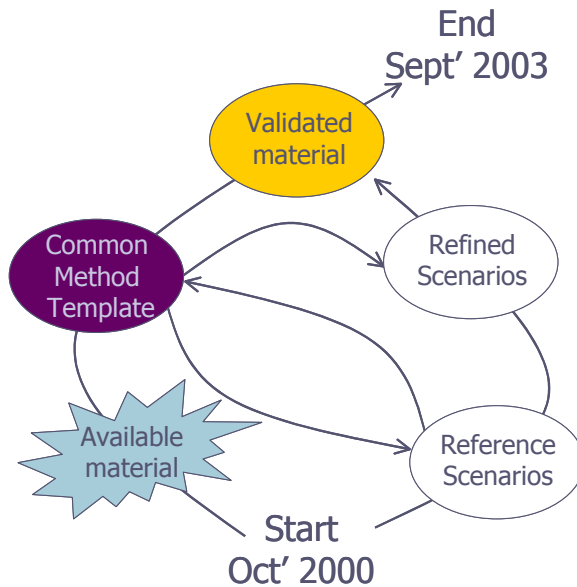 End
Sept’ 2003
Validated
material
Common
Method
Template
Refined
Scenarios
Available
material
Reference
Scenarios
Start
Oct’ 2000